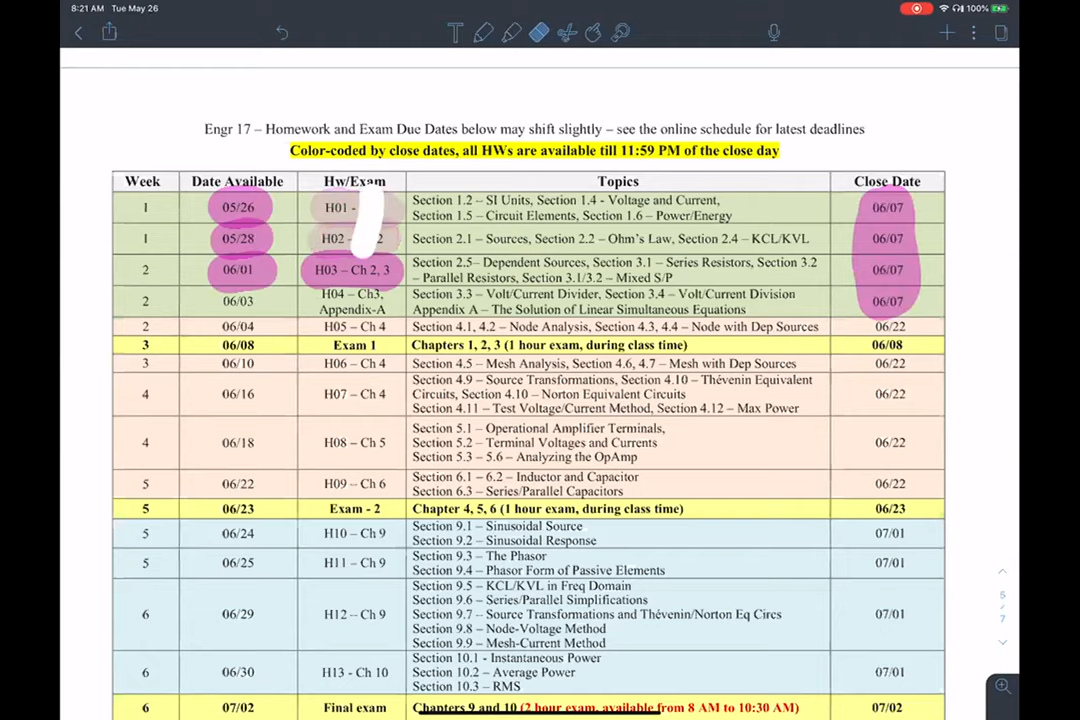 8:21 AM Tue May 26
100%
Engr 17 – Homework and Exam Due Dates below may shift slightly – see the online schedule for latest deadlines
Color-coded by close dates, all HWs are available till 11:59 PM of the close day
Week Date Available Hw/Exam Topics Close Date
1 05/26 H01 - Section 1.2 – SI Units, Section 1.4 - Voltage and Current, 06/07
Section 1.5 – Circuit Elements, Section 1.6 – Power/Energy
1 05/28 H02 - 2 Section 2.1 – Sources, Section 2.2 – Ohm's Law, Section 2.4 – KCL/KVL 06/07
2 06/01 H03 – Ch 2, 3 Section 2.5– Dependent Sources, Section 3.1 – Series Resistors, Section 3.2 06/07
– Parallel Resistors, Section 3.1/3.2 – Mixed S/P
2 06/03 H04 – Ch3, Section 3.3 – Volt/Current Divider, Section 3.4 – Volt/Current Division 06/07
Appendix-A Appendix A – The Solution of Linear Simultaneous Equations
2 06/04 H05 – Ch 4 Section 4.1, 4.2 – Node Analysis, Section 4.3, 4.4 – Node with Dep Sources 06/22
3 06/08 Exam 1 Chapters 1, 2, 3 (1 hour exam, during class time) 06/08
3 06/10 H06 – Ch 4 Section 4.5 – Mesh Analysis, Section 4.6, 4.7 – Mesh with Dep Sources 06/22
4 06/16 H07 – Ch 4 Section 4.9 – Source Transformations, Section 4.10 – Thévenin Equivalent 06/22
Circuits, Section 4.10 – Norton Equivalent Circuits
Section 4.11 – Test Voltage/Current Method, Section 4.12 – Max Power
4 06/18 H08 – Ch 5 Section 5.1 – Operational Amplifier Terminals, 06/22
Section 5.2 – Terminal Voltages and Currents
Section 5.3 – 5.6 – Analyzing the OpAmp
5 06/22 H09 – Ch 6 Section 6.1 – 6.2 – Inductor and Capacitor 06/22
Section 6.3 – Series/Parallel Capacitors
5 06/23 Exam - 2 Chapter 4, 5, 6 (1 hour exam, during class time) 06/23
5 06/24 H10 – Ch 9 Section 9.1 – Sinusoidal Source 07/01
Section 9.2 – Sinusoidal Response
5 06/25 H11 – Ch 9 Section 9.3 – The Phasor 07/01
Section 9.4 – Phasor Form of Passive Elements
6 06/29 H12 – Ch 9 Section 9.5 – KCL/KVL in Freq Domain 07/01
Section 9.6 – Series/Parallel Simplifications
Section 9.7 – Source Transformations and Thévenin/Norton Eq Circs
Section 9.8 – Node-Voltage Method
Section 9.9 – Mesh-Current Method
6 06/30 H13 - Ch 10 Section 10.1 - Instantaneous Power 07/01
Section 10.2 – Average Power
Section 10.3 – RMS
6 07/02 Final exam Chapters 9 and 10 (2 hour exam, available from 8 AM to 10:30 AM) 07/02
5
/
7